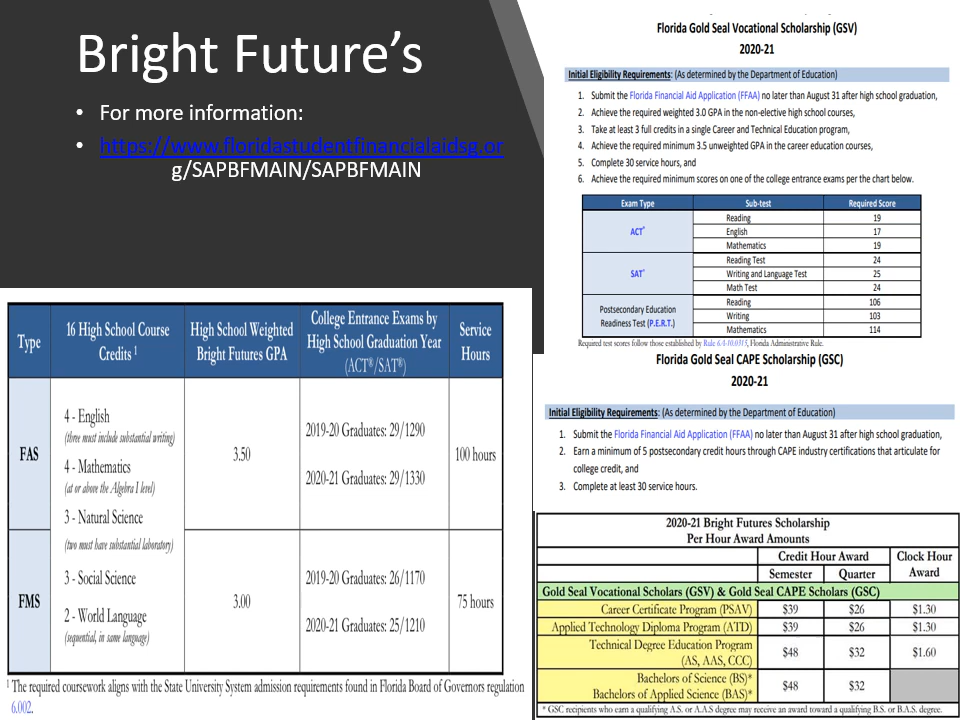 Bright Future’s
• For more information:
• https://www.floridastudentfinancialaidsg.or
g/SAPBFMAIN/SAPBFMAIN
Florida Gold Seal Vocational Scholarship (GSV)
2020-21
Initial Eligibility Requirements: (As determined by the Department of Education)
1. Submit the Florida Financial Aid Application (FFAA) no later than August 31 after high school graduation,
2. Achieve the required weighted 3.0 GPA in the non-elective high school courses,
3. Take at least 3 full credits in a single Career and Technical Education program,
4. Achieve the required minimum 3.5 unweighted GPA in the career education courses,
5. Complete 30 service hours, and
6. Achieve the required minimum scores on one of the college entrance exams per the chart below.
Exam Type Sub-test Required Score
ACT® Reading 19
English 17
Mathematics 19
SAT® Reading Test 24
Writing and Language Test 25
Math Test 24
Postsecondary Education Readiness Test (P.E.R.T.) Reading 106
Writing 103
Mathematics 114
Required test scores follow those established by Rule 6A-10.0315, Florida Administrative Rule.
Florida Gold Seal CAPE Scholarship (GSC)
2020-21
Initial Eligibility Requirements: (As determined by the Department of Education)
1. Submit the Florida Financial Aid Application (FFAA) no later than August 31 after high school graduation,
2. Earn a minimum of 5 postsecondary credit hours through CAPE industry certifications that articulate for
college credit, and
3. Complete at least 30 service hours.
Type 16 High School Course Credits ¹ High School Weighted Bright Futures GPA College Entrance Exams by High School Graduation Year (ACT®/SAT®) Service Hours
FAS
4 - English
(three must include substantial writing)
4 - Mathematics
(at or above the Algebra I level)
3 - Natural Science
(two must have substantial laboratory)
3 - Social Science
2 - World Language
(sequential, in same language)
3.50
2019-20 Graduates: 29/1290
2020-21 Graduates: 29/1330
100 hours
FMS
3.00
2019-20 Graduates: 26/1170
2020-21 Graduates: 25/1210
75 hours
¹ The required coursework aligns with the State University System admission requirements found in Florida Board of Governors regulation
6.002.
2020-21 Bright Futures Scholarship
Per Hour Award Amounts
Credit Hour Award Clock Hour Award
Semester Quarter
Gold Seal Vocational Scholars (GSV) & Gold Seal CAPE Scholars (GSC)
Career Certificate Program (PSAV) $39 $26 $1.30
Applied Technology Diploma Program (ATD) $39 $26 $1.30
Technical Degree Education Program
(AS, AAS, CCC) $48 $32 $1.60
Bachelors of Science (BS)*
Bachelors of Applied Science (BAS)* $48 $32
* GSC recipients who earn a qualifying A.S. or A.A.S degree may receive an award toward a qualifying B.S. or B.A.S. degree.